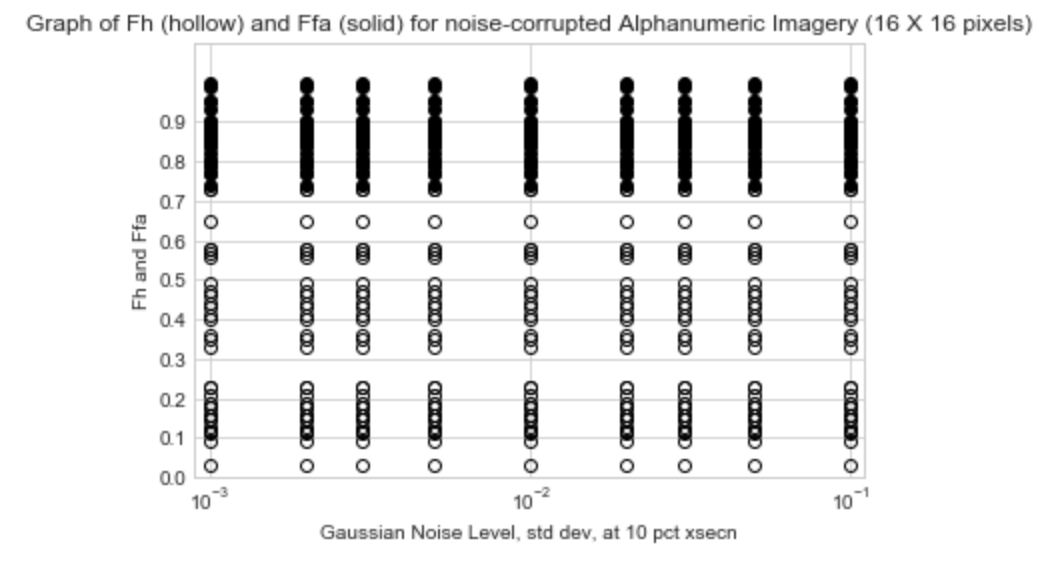 Graph of Fh (hollow) and Ffa (solid) for noise-corrupted Alphanumeric Imagery (16 X 16 pixels)
Fh and Ffa
0.9
0.8
0.7
0.6
0.5
0.4
0.3
0.2
0.1
0.0
10⁻³ 10⁻² 10⁻¹
Gaussian Noise Level, std dev, at 10 pct xsecn